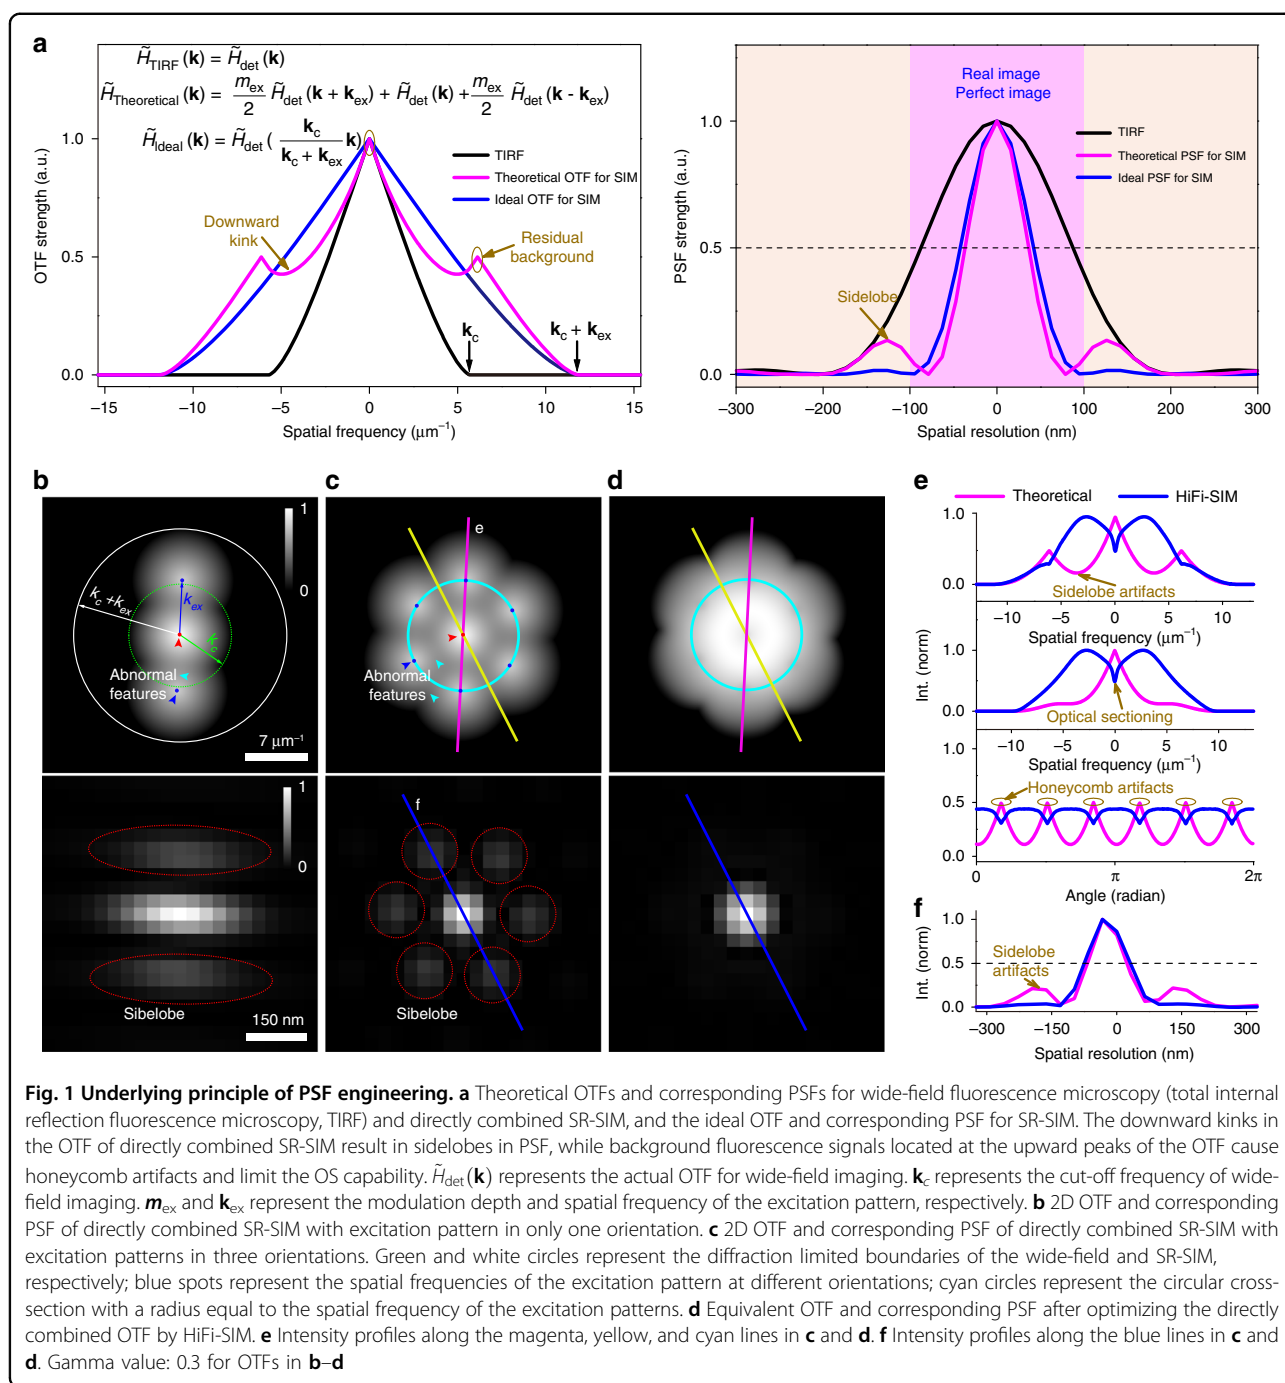 a
H̃TIRF (k) = H̃det (k)
H̃Theoretical (k) = mex/2 H̃det (k + kex) + H̃det (k) + mex/2 H̃det (k - kex)
H̃Ideal (k) = H̃det ( kc/kc + kex k)
TIRF
Theoretical OTF for SIM
Ideal OTF for SIM
Downward
kink
Residual
background
kc
kc + kex
OTF strength (a.u.)
1.0
0.5
0.0
−15 −10 −5 0 5 10 15
Spatial frequency (μm⁻¹)
Real image
Perfect image
TIRF
Theoretical PSF for SIM
Ideal PSF for SIM
Sidelobe
PSF strength (a.u.)
1.0
0.5
0.0
−300 −200 −100 0 100 200 300
Spatial resolution (nm)
b
1
0
kc +kex
kex
kc
Abnormal
features
7 μm⁻¹
1
0
Sibelobe
150 nm
c
e
Abnormal
features
f
Sibelobe
d
e
Theoretical HiFi-SIM
1.0
0.0
Sidelobe artifacts
−10 −5 0 5 10
Spatial frequency (μm⁻¹)
Int. (norm)
1.0
0.0
Optical sectioning
−10 −5 0 5 10
Spatial frequency (μm⁻¹)
1.0
0.5
0.0
Honeycomb artifacts
0 π 2π
Angle (radian)
f
Int. (norm)
1.0
0.5
0.0
Sidelobe
artifacts
−300 −150 0 150 300
Spatial resolution (nm)
Fig. 1 Underlying principle of PSF engineering. a Theoretical OTFs and corresponding PSFs for wide-field fluorescence microscopy (total internal
reflection fluorescence microscopy, TIRF) and directly combined SR-SIM, and the ideal OTF and corresponding PSF for SR-SIM. The downward kinks in
the OTF of directly combined SR-SIM result in sidelobes in PSF, while background fluorescence signals located at the upward peaks of the OTF cause
honeycomb artifacts and limit the OS capability. H̃det(k) represents the actual OTF for wide-field imaging. kc represents the cut-off frequency of wide-
field imaging. mex and kex represent the modulation depth and spatial frequency of the excitation pattern, respectively. b 2D OTF and corresponding
PSF of directly combined SR-SIM with excitation pattern in only one orientation. c 2D OTF and corresponding PSF of directly combined SR-SIM with
excitation patterns in three orientations. Green and white circles represent the diffraction limited boundaries of the wide-field and SR-SIM,
respectively; blue spots represent the spatial frequencies of the excitation pattern at different orientations; cyan circles represent the circular cross-
section with a radius equal to the spatial frequency of the excitation patterns. d Equivalent OTF and corresponding PSF after optimizing the directly
combined OTF by HiFi-SIM. e Intensity profiles along the magenta, yellow, and cyan lines in c and d. f Intensity profiles along the blue lines in c and
d. Gamma value: 0.3 for OTFs in b–d